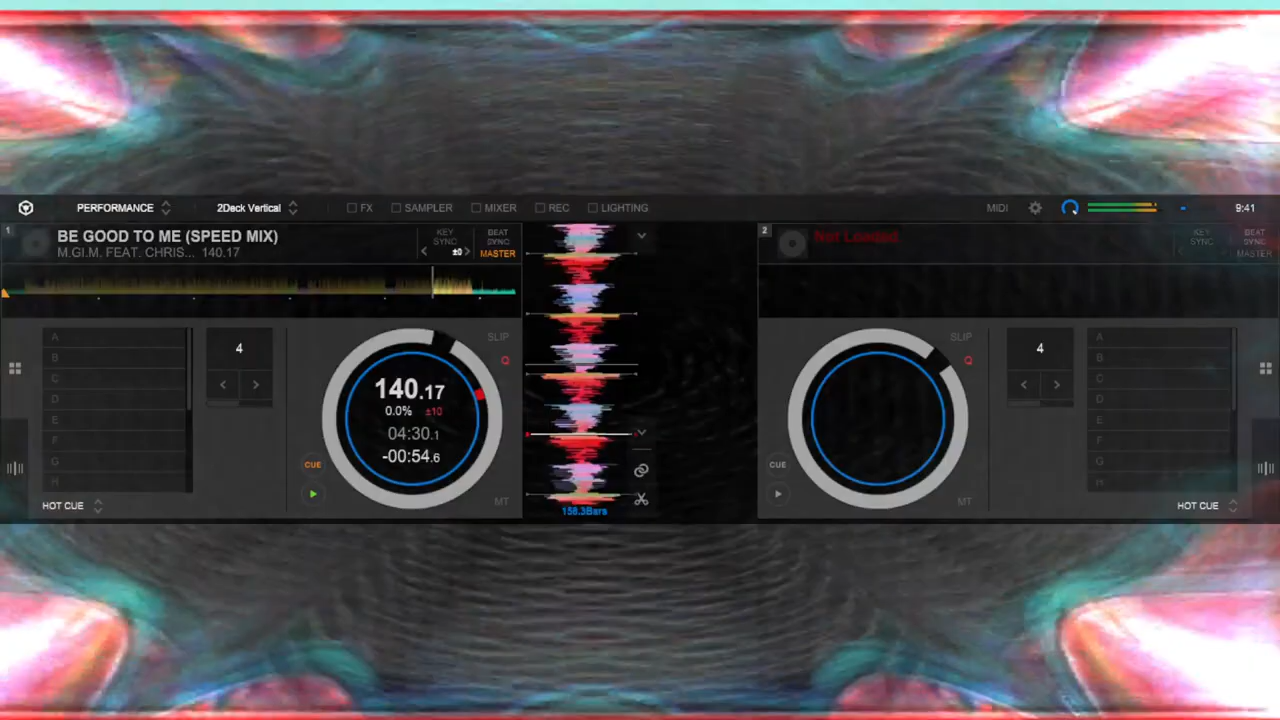 PERFORMANCE 2Deck Vertical FX SAMPLER MIXER REC LIGHTING MIDI 9:41
1 BE GOOD TO ME (SPEED MIX) KEY SYNC BEAT SYNC
M.GI.M. FEAT. CHRIS... 140.17 ±0 MASTER
2 Not Loaded. KEY SYNC BEAT SYNC
MASTER
A
B
C
D
E
F
G
H
HOT CUE
4
SLIP
Q
140.17
0.0% ±10
04:30.1
-00:54.6
CUE
MT
158.3Bars
SLIP
Q
CUE
MT
4
A
B
C
D
E
F
G
H
HOT CUE